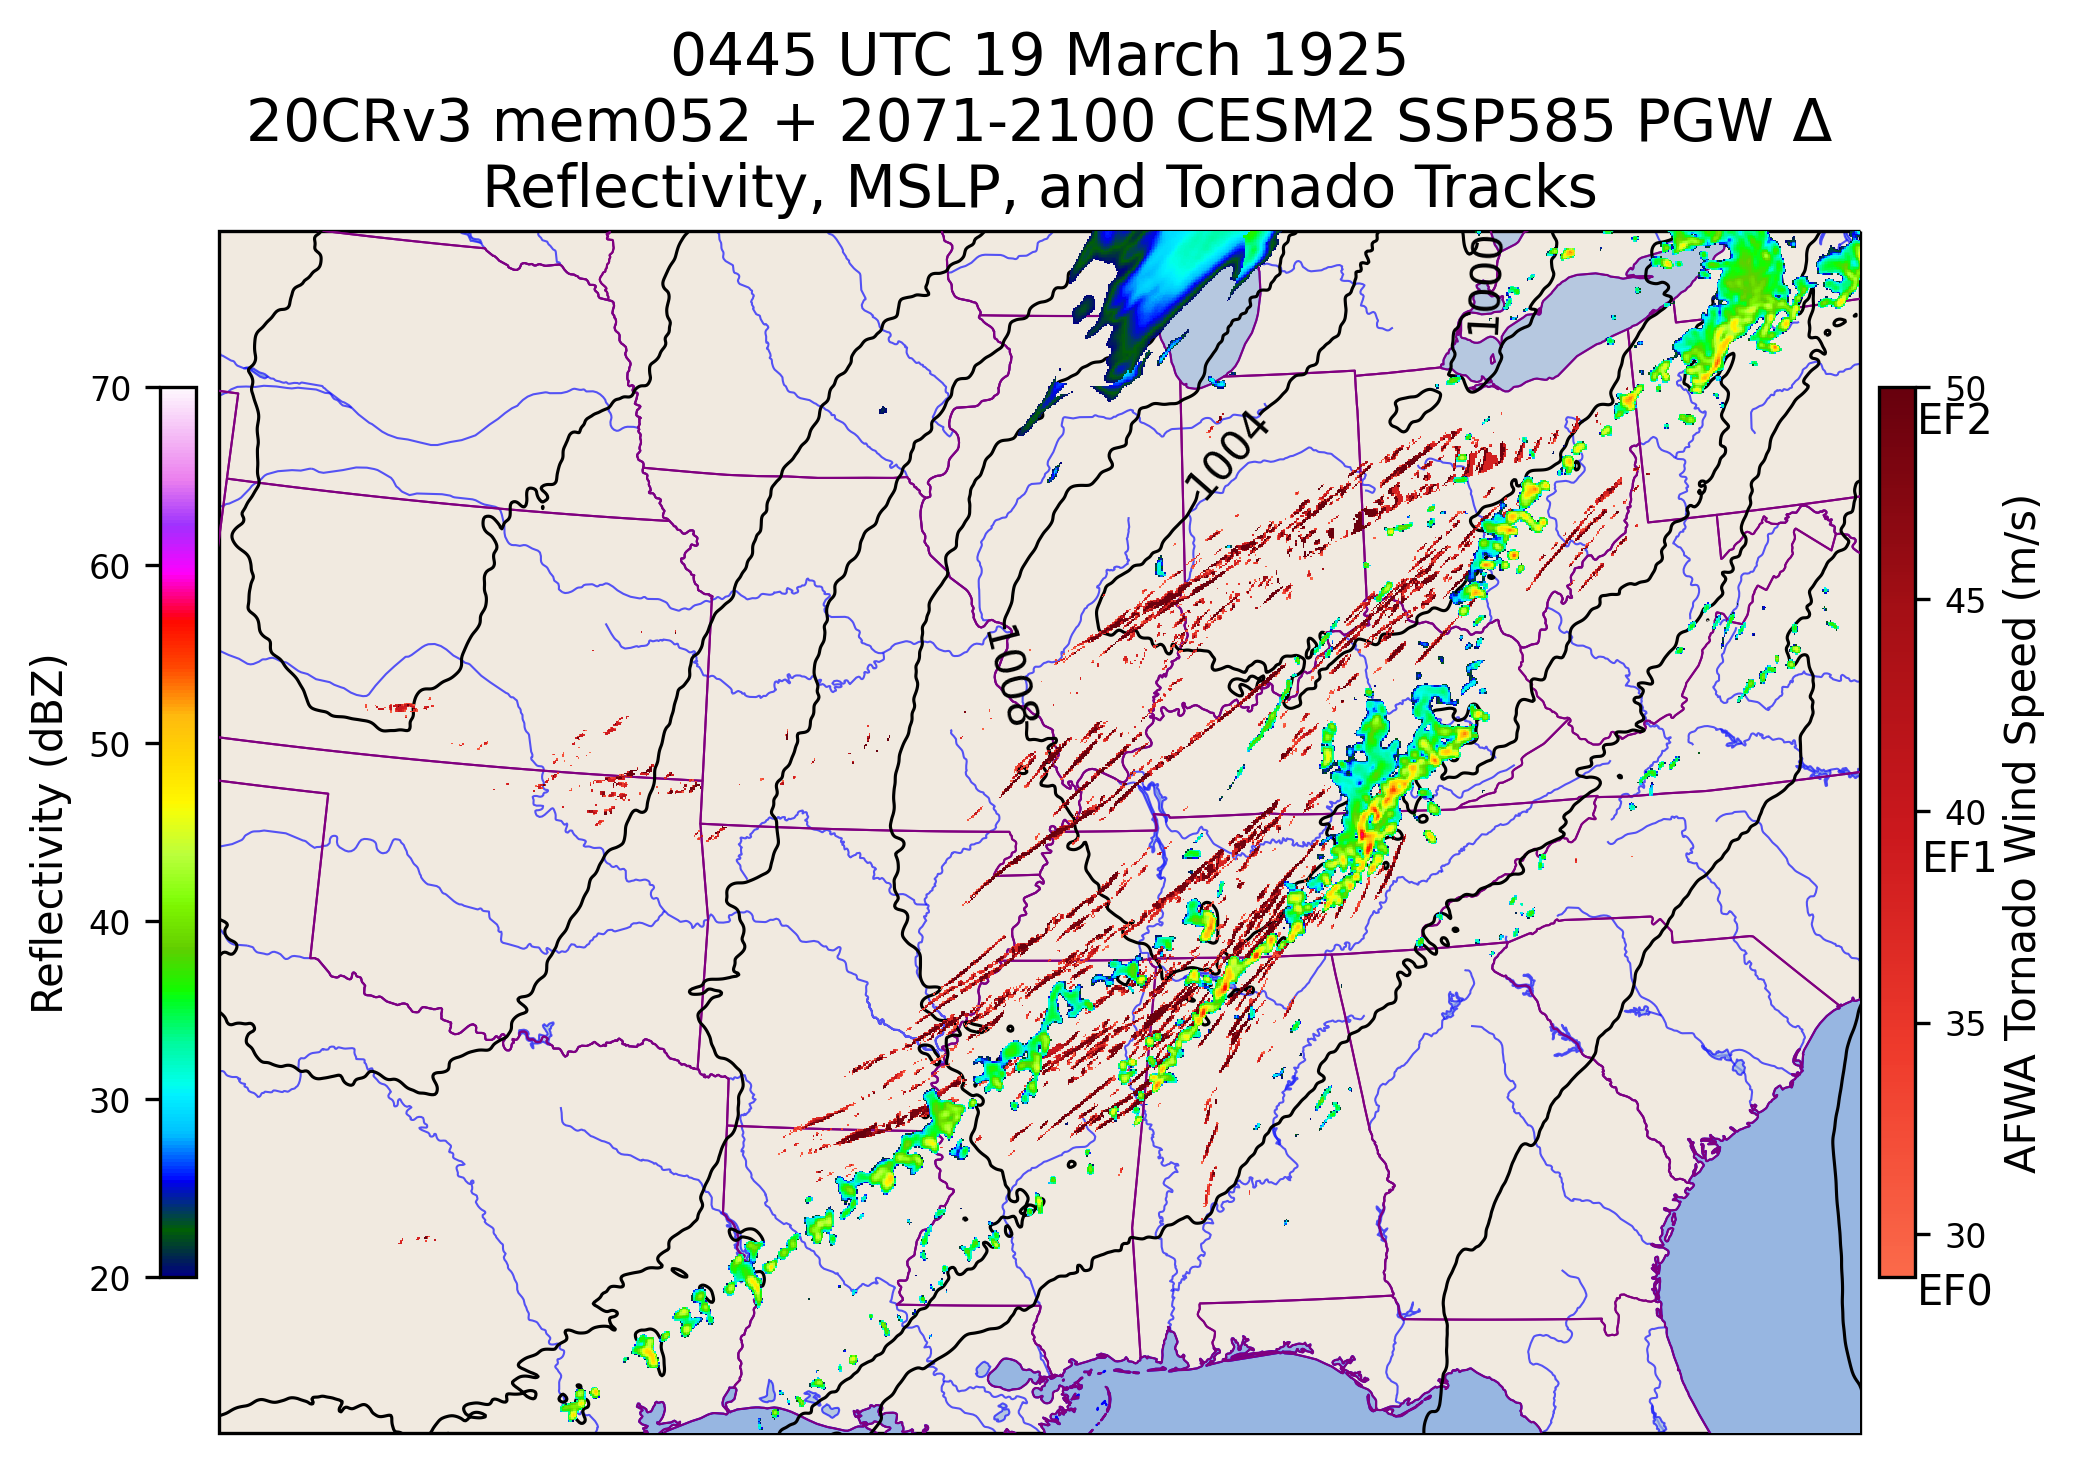 0445 UTC 19 March 1925
20CRv3 mem052 + 2071-2100 CESM2 SSP585 PGW Δ
Reflectivity, MSLP, and Tornado Tracks
Reflectivity (dBZ)
70
60
50
40
30
20
1000
1004
1008
50
EF2
45
40
EF1
35
30
EF0
AFWA Tornado Wind Speed (m/s)